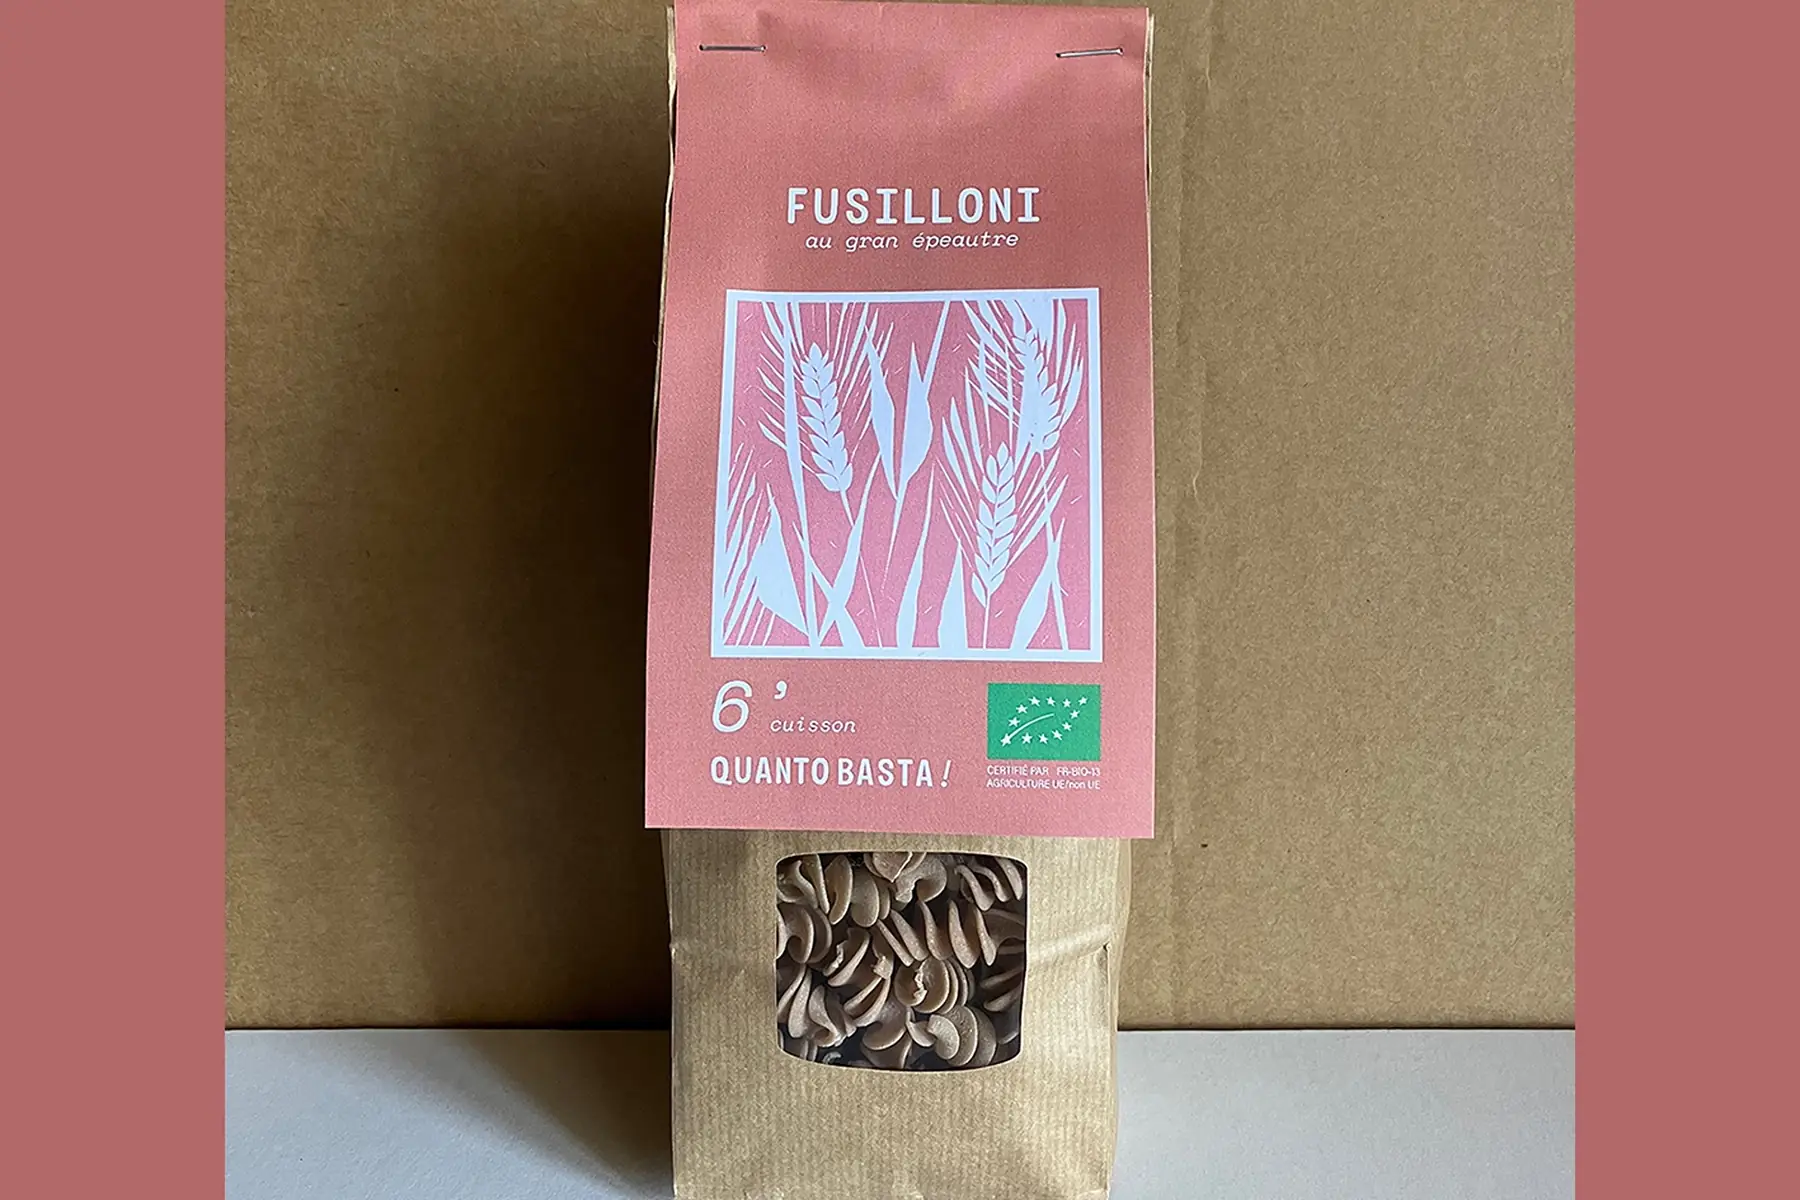 FUSILLONI
au gran épeautre
6’ cuisson
QUANTO BASTA !
CERTIFIÉ PAR FR-BIO-13
AGRICULTURE UE/non UE